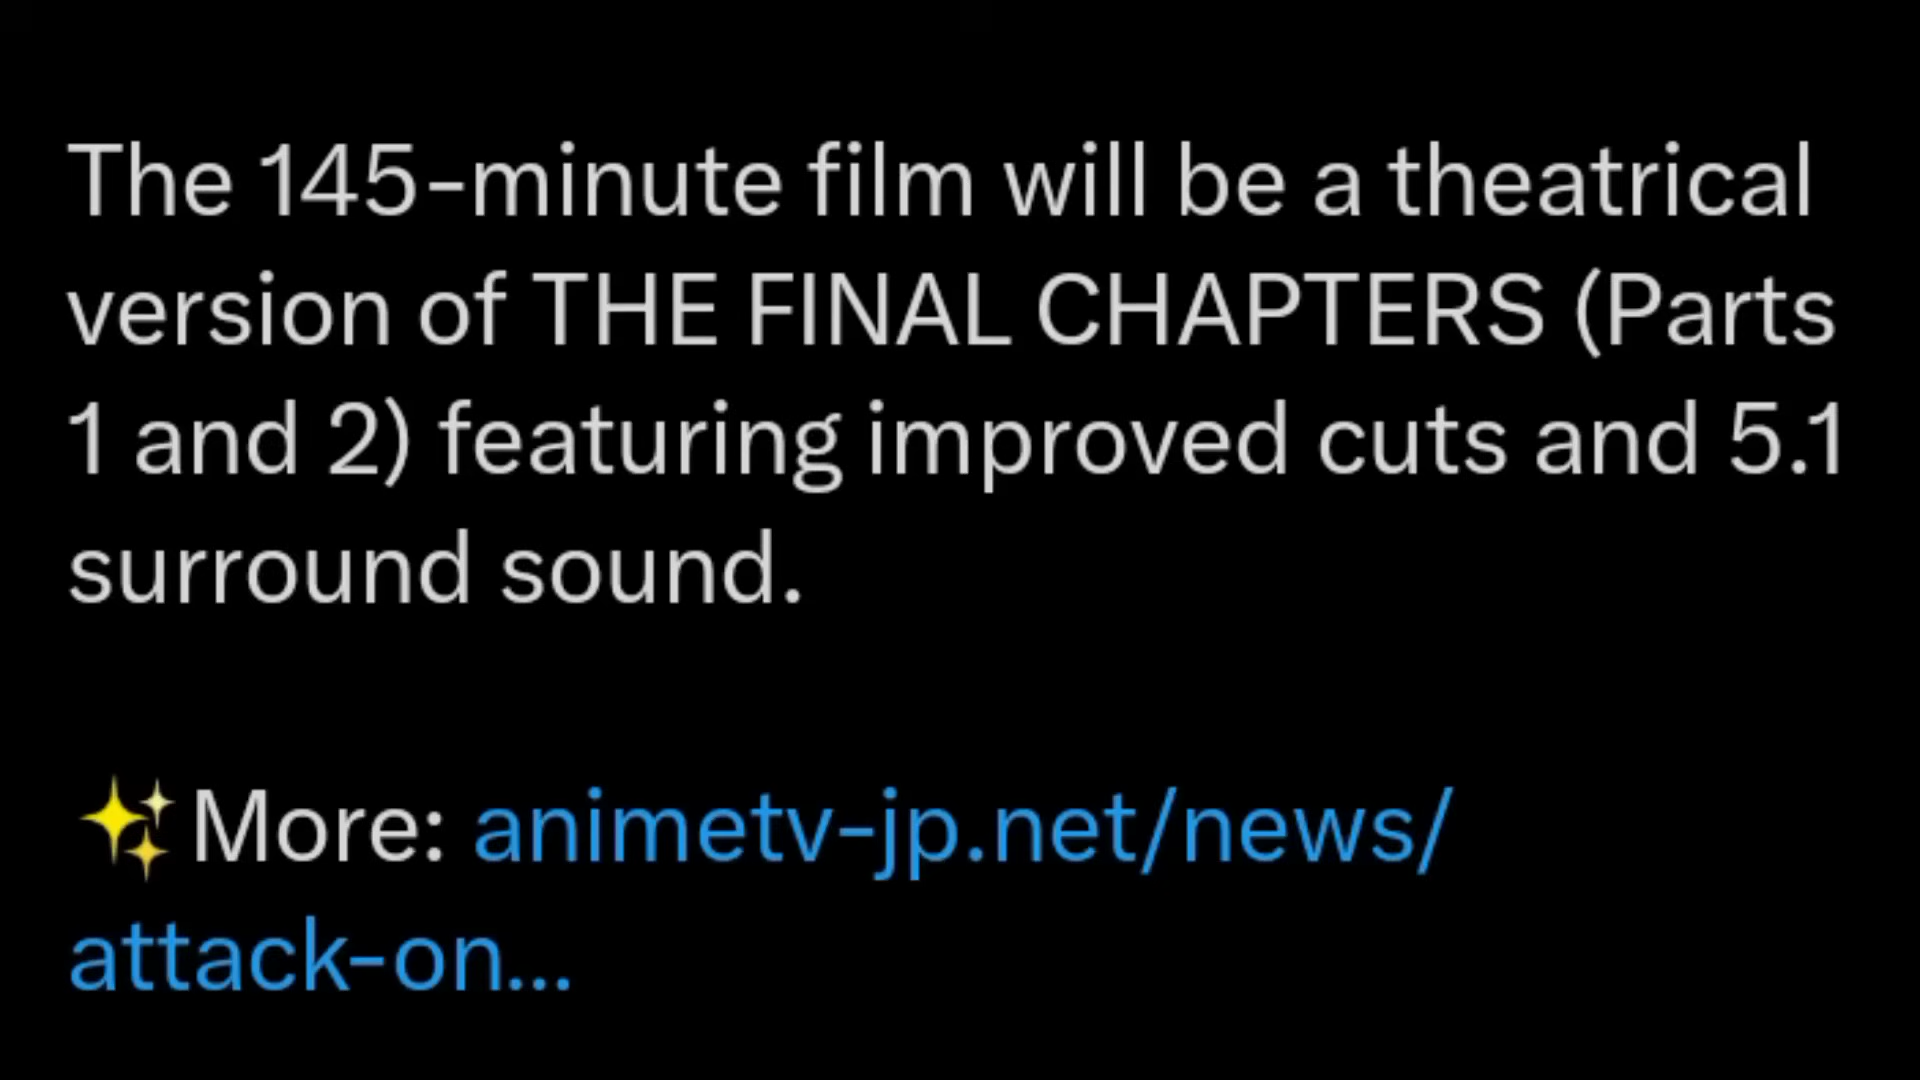 The 145-minute film will be a theatrical
version of THE FINAL CHAPTERS (Parts
1 and 2) featuring improved cuts and 5.1
surround sound.
✨More: animetv-jp.net/news/
attack-on...